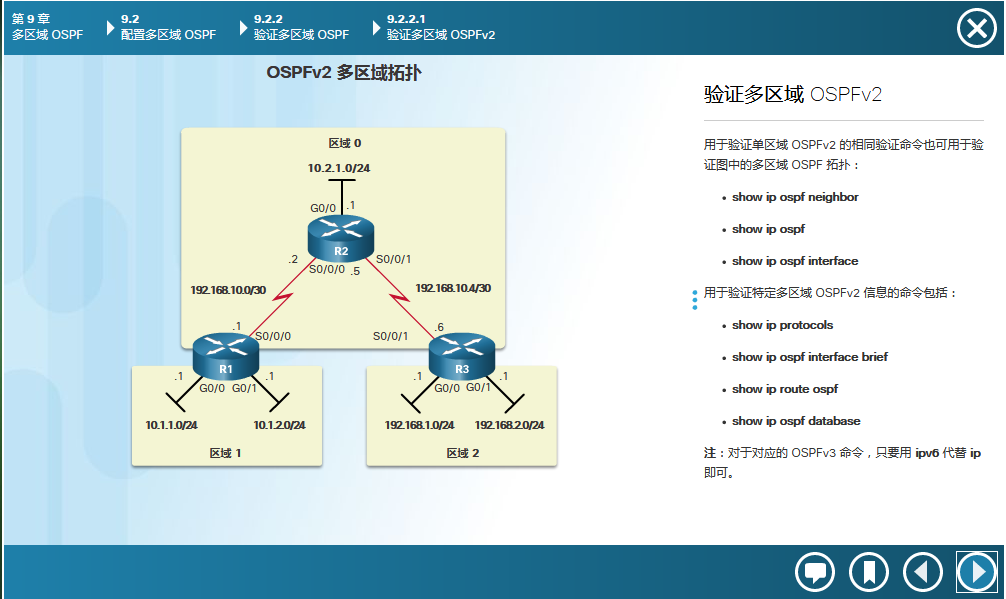 第 9 章
多区域 OSPF
9.2
配置多区域 OSPF
9.2.2
验证多区域 OSPF
9.2.2.1
验证多区域 OSPFv2
OSPFv2 多区域拓扑
区域 0
10.2.1.0/24
G0/0
.1
R2
.2
S0/0/0
.5
S0/0/1
192.168.10.0/30
192.168.10.4/30
.1
S0/0/0
S0/0/1
.6
R1
R3
.1
G0/0
G0/1
.1
.1
G0/0
G0/1
.1
10.1.1.0/24
10.1.2.0/24
192.168.1.0/24
192.168.2.0/24
区域 1
区域 2
验证多区域 OSPFv2
用于验证单区域 OSPFv2 的相同验证命令也可用于验
证图中的多区域 OSPF 拓扑：
• show ip ospf neighbor
• show ip ospf
• show ip ospf interface
用于验证特定多区域 OSPFv2 信息的命令包括：
• show ip protocols
• show ip ospf interface brief
• show ip route ospf
• show ip ospf database
注：对于对应的 OSPFv3 命令，只要用 ipv6 代替 ip
即可。